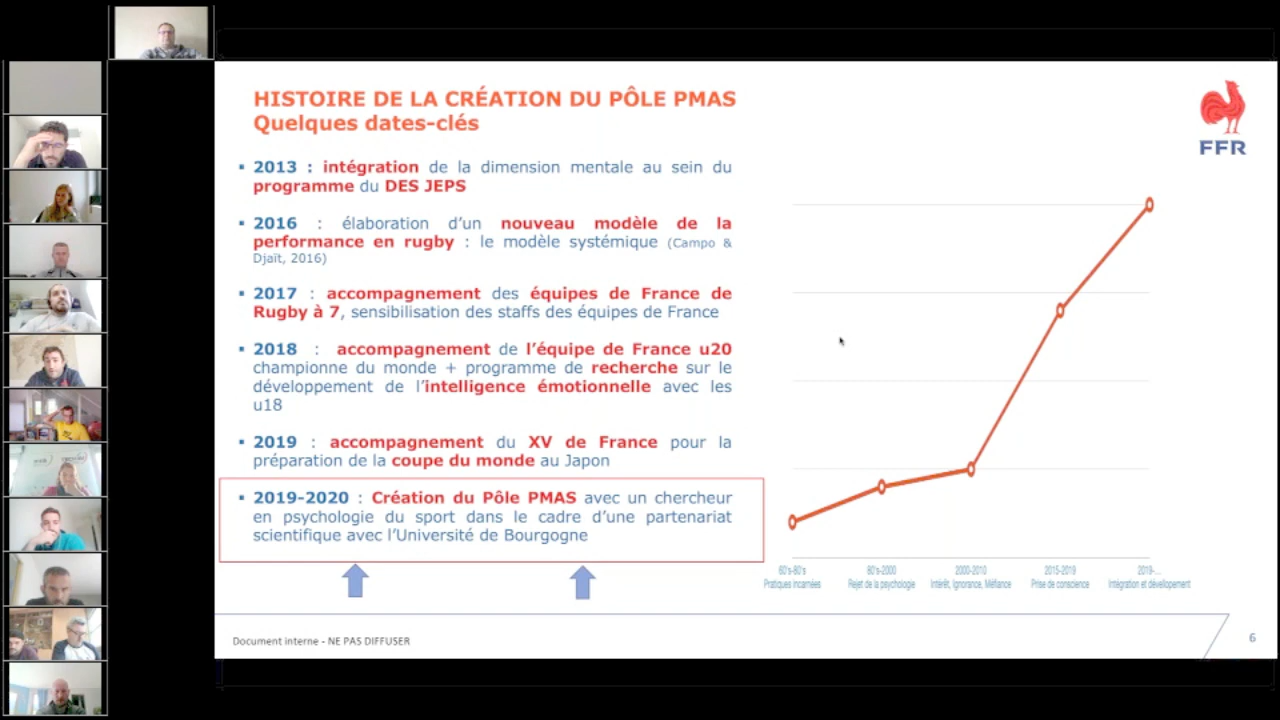 HISTOIRE DE LA CRÉATION DU PÔLE PMAS
Quelques dates-clés
▪ 2013 : intégration de la dimension mentale au sein du
programme du DES JEPS
▪ 2016 : élaboration d’un nouveau modèle de la
performance en rugby : le modèle systémique (Campo &
Djaït, 2016)
▪ 2017 : accompagnement des équipes de France de
Rugby à 7, sensibilisation des staffs des équipes de France
▪ 2018 : accompagnement de l’équipe de France u20
championne du monde + programme de recherche sur le
développement de l’intelligence émotionnelle avec les
u18
▪ 2019 : accompagnement du XV de France pour la
préparation de la coupe du monde au Japon
▪ 2019-2020 : Création du Pôle PMAS avec un chercheur
en psychologie du sport dans le cadre d’une partenariat
scientifique avec l’Université de Bourgogne
FFR
60's-80's
Pratiques incarnées
80's-2000
Rejet de la psychologie
2000-2010
Intérêt, Ignorance, Méfiance
2015-2019
Prise de conscience
2019-...
Intégration et dévelopement
Document interne - NE PAS DIFFUSER
6